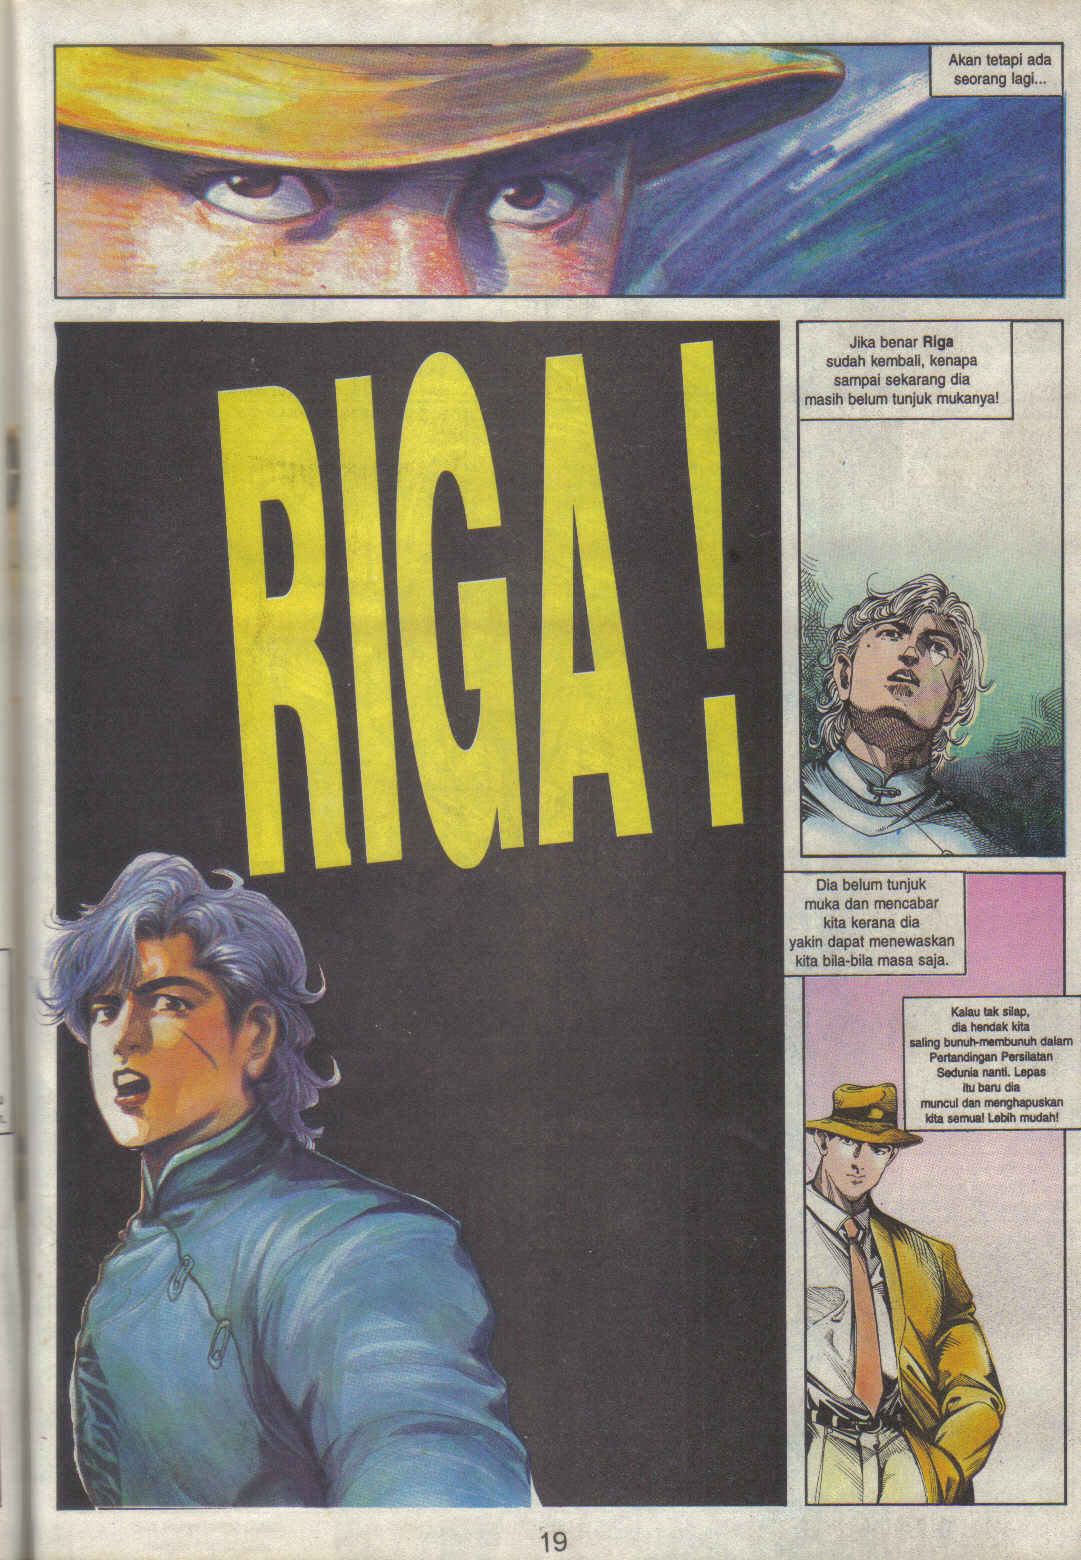 Akan tetapi ada
seorang lagi...
RIGA!
Jika benar Riga
sudah kembali, kenapa
sampai sekarang dia
masih belum tunjuk mukanya!
Dia belum tunjuk
muka dan mencabar
kita kerana dia
yakin dapat menewaskan
kita bila-bila masa saja.
Kalau tak silap,
dia hendak kita
saling bunuh-membunuh dalam
Pertandingan Persilatan
Sedunia nanti. Lepas
itu baru dia
muncul dan menghapuskan
kita semua! Lebih mudah!
19